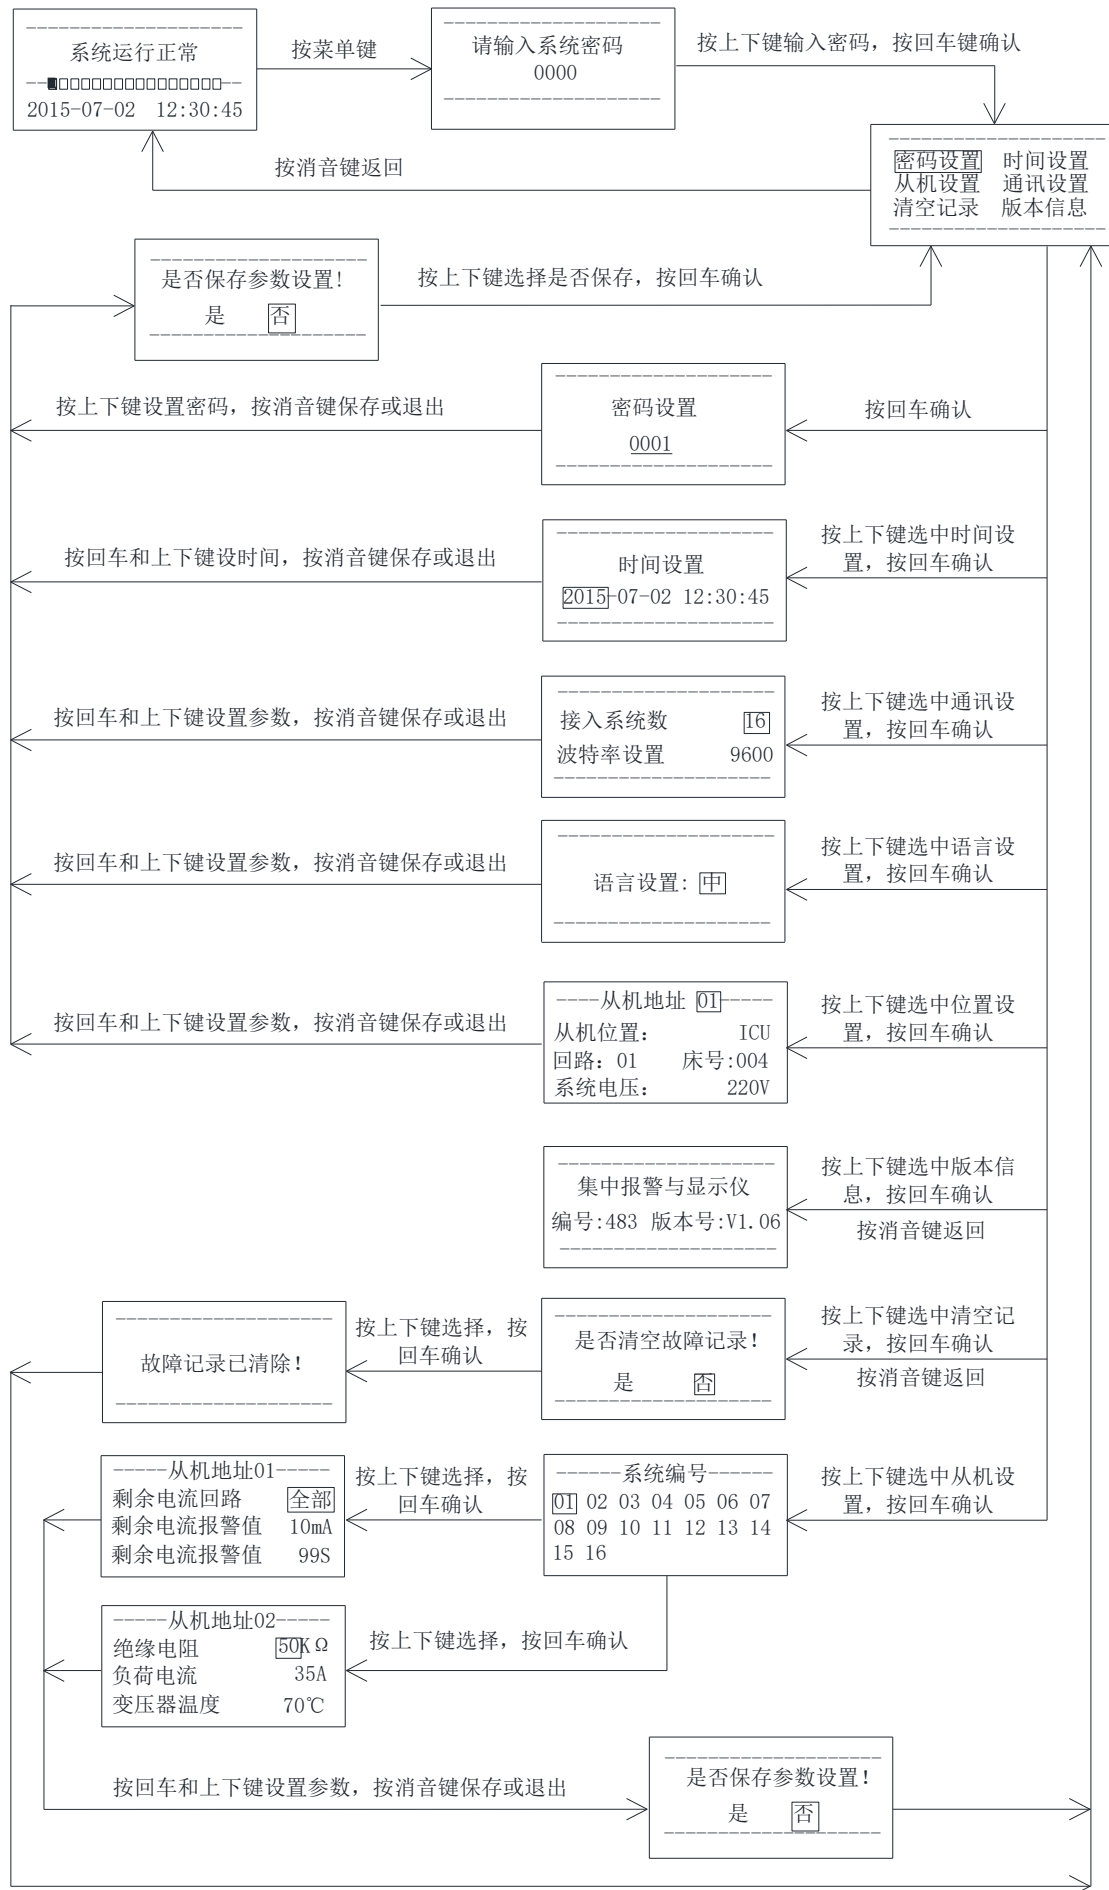 系统运行正常
2015-07-02 12:30:45
按菜单键
请输入系统密码
0000
按上下键输入密码，按回车键确认
密码设置 时间设置
从机设置 通讯设置
清空记录 版本信息
按消音键返回
是否保存参数设置!
是 否
按上下键选择是否保存，按回车确认
按上下键设置密码，按消音键保存或退出
密码设置
0001
按回车确认
按回车和上下键设时间，按消音键保存或退出
时间设置
2015-07-02 12:30:45
按上下键选中时间设
置，按回车确认
按回车和上下键设置参数，按消音键保存或退出
接入系统数 16
波特率设置 9600
按上下键选中通讯设
置，按回车确认
按回车和上下键设置参数，按消音键保存或退出
语言设置: 中
按上下键选中语言设
置，按回车确认
按回车和上下键设置参数，按消音键保存或退出
----从机地址 01-----
从机位置： ICU
回路：01 床号:004
系统电压： 220V
按上下键选中位置设
置，按回车确认
集中报警与显示仪
编号:483 版本号:V1.06
按上下键选中版本信
息，按回车确认
按消音键返回
故障记录已清除!
按上下键选择，按
回车确认
是否清空故障记录!
是 否
按上下键选中清空记
录，按回车确认
按消音键返回
-----从机地址01-----
剩余电流回路 全部
剩余电流报警值 10mA
剩余电流报警值 99S
按上下键选择，按
回车确认
------系统编号------
01 02 03 04 05 06 07
08 09 10 11 12 13 14
15 16
按上下键选中从机设
置，按回车确认
-----从机地址02-----
绝缘电阻 50KΩ
负荷电流 35A
变压器温度 70℃
按上下键选择，按回车确认
按回车和上下键设置参数，按消音键保存或退出
是否保存参数设置!
是 否